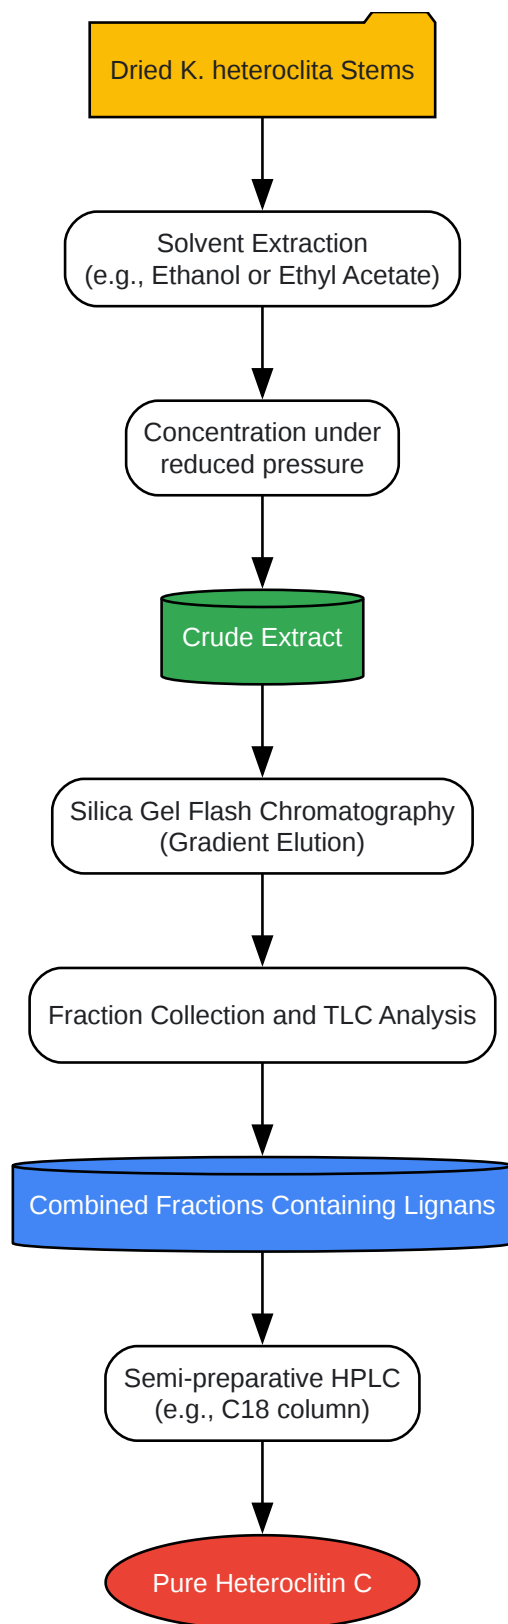 Dried K. heteroclita Stems
Solvent Extraction
(e.g., Ethanol or Ethyl Acetate)
Concentration under
reduced pressure
Crude Extract
Silica Gel Flash Chromatography
(Gradient Elution)
Fraction Collection and TLC Analysis
Combined Fractions Containing Lignans
Semi-preparative HPLC
(e.g., C18 column)
Pure Heteroclitin C